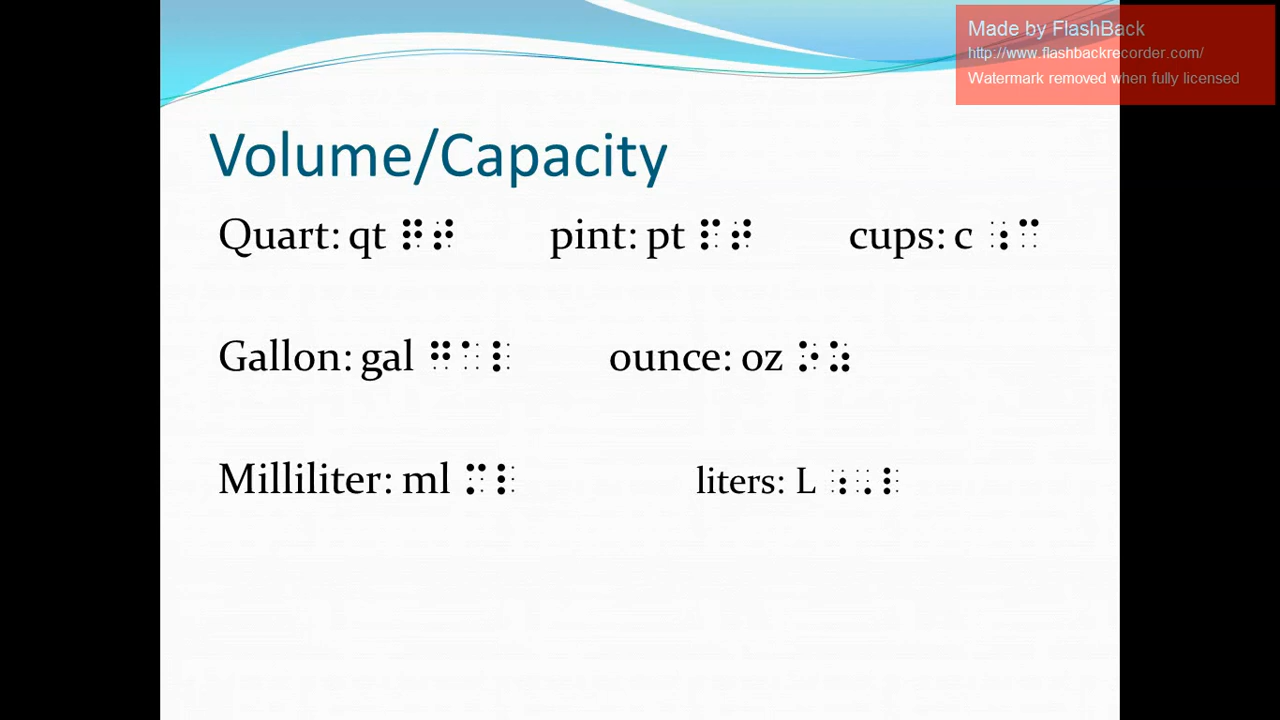 Made by FlashBack
http://www.flashbackrecorder.com/
Watermark removed when fully licensed
Volume/Capacity
Quart: qt ⠟⠞ pint: pt ⠏⠞ cups: c ⠰⠉
Gallon: gal ⠛⠁⠇ ounce: oz ⠕⠵
Milliliter: ml ⠍⠇ liters: L ⠰⠠⠇